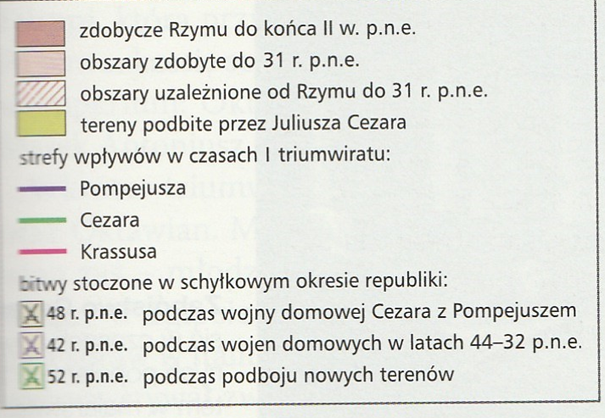 zdobycze Rzymu do końca II w. p.n.e.
obszary zdobyte do 31 r. p.n.e.
obszary uzależnione od Rzymu do 31 r. p.n.e.
tereny podbite przez Juliusza Cezara
strefy wpływów w czasach I triumwiratu:
Pompejusza
Cezara
Krassusa
bitwy stoczone w schyłkowym okresie republiki:
48 r. p.n.e. podczas wojny domowej Cezara z Pompejuszem
42 r. p.n.e. podczas wojen domowych w latach 44–32 p.n.e.
52 r. p.n.e. podczas podboju nowych terenów